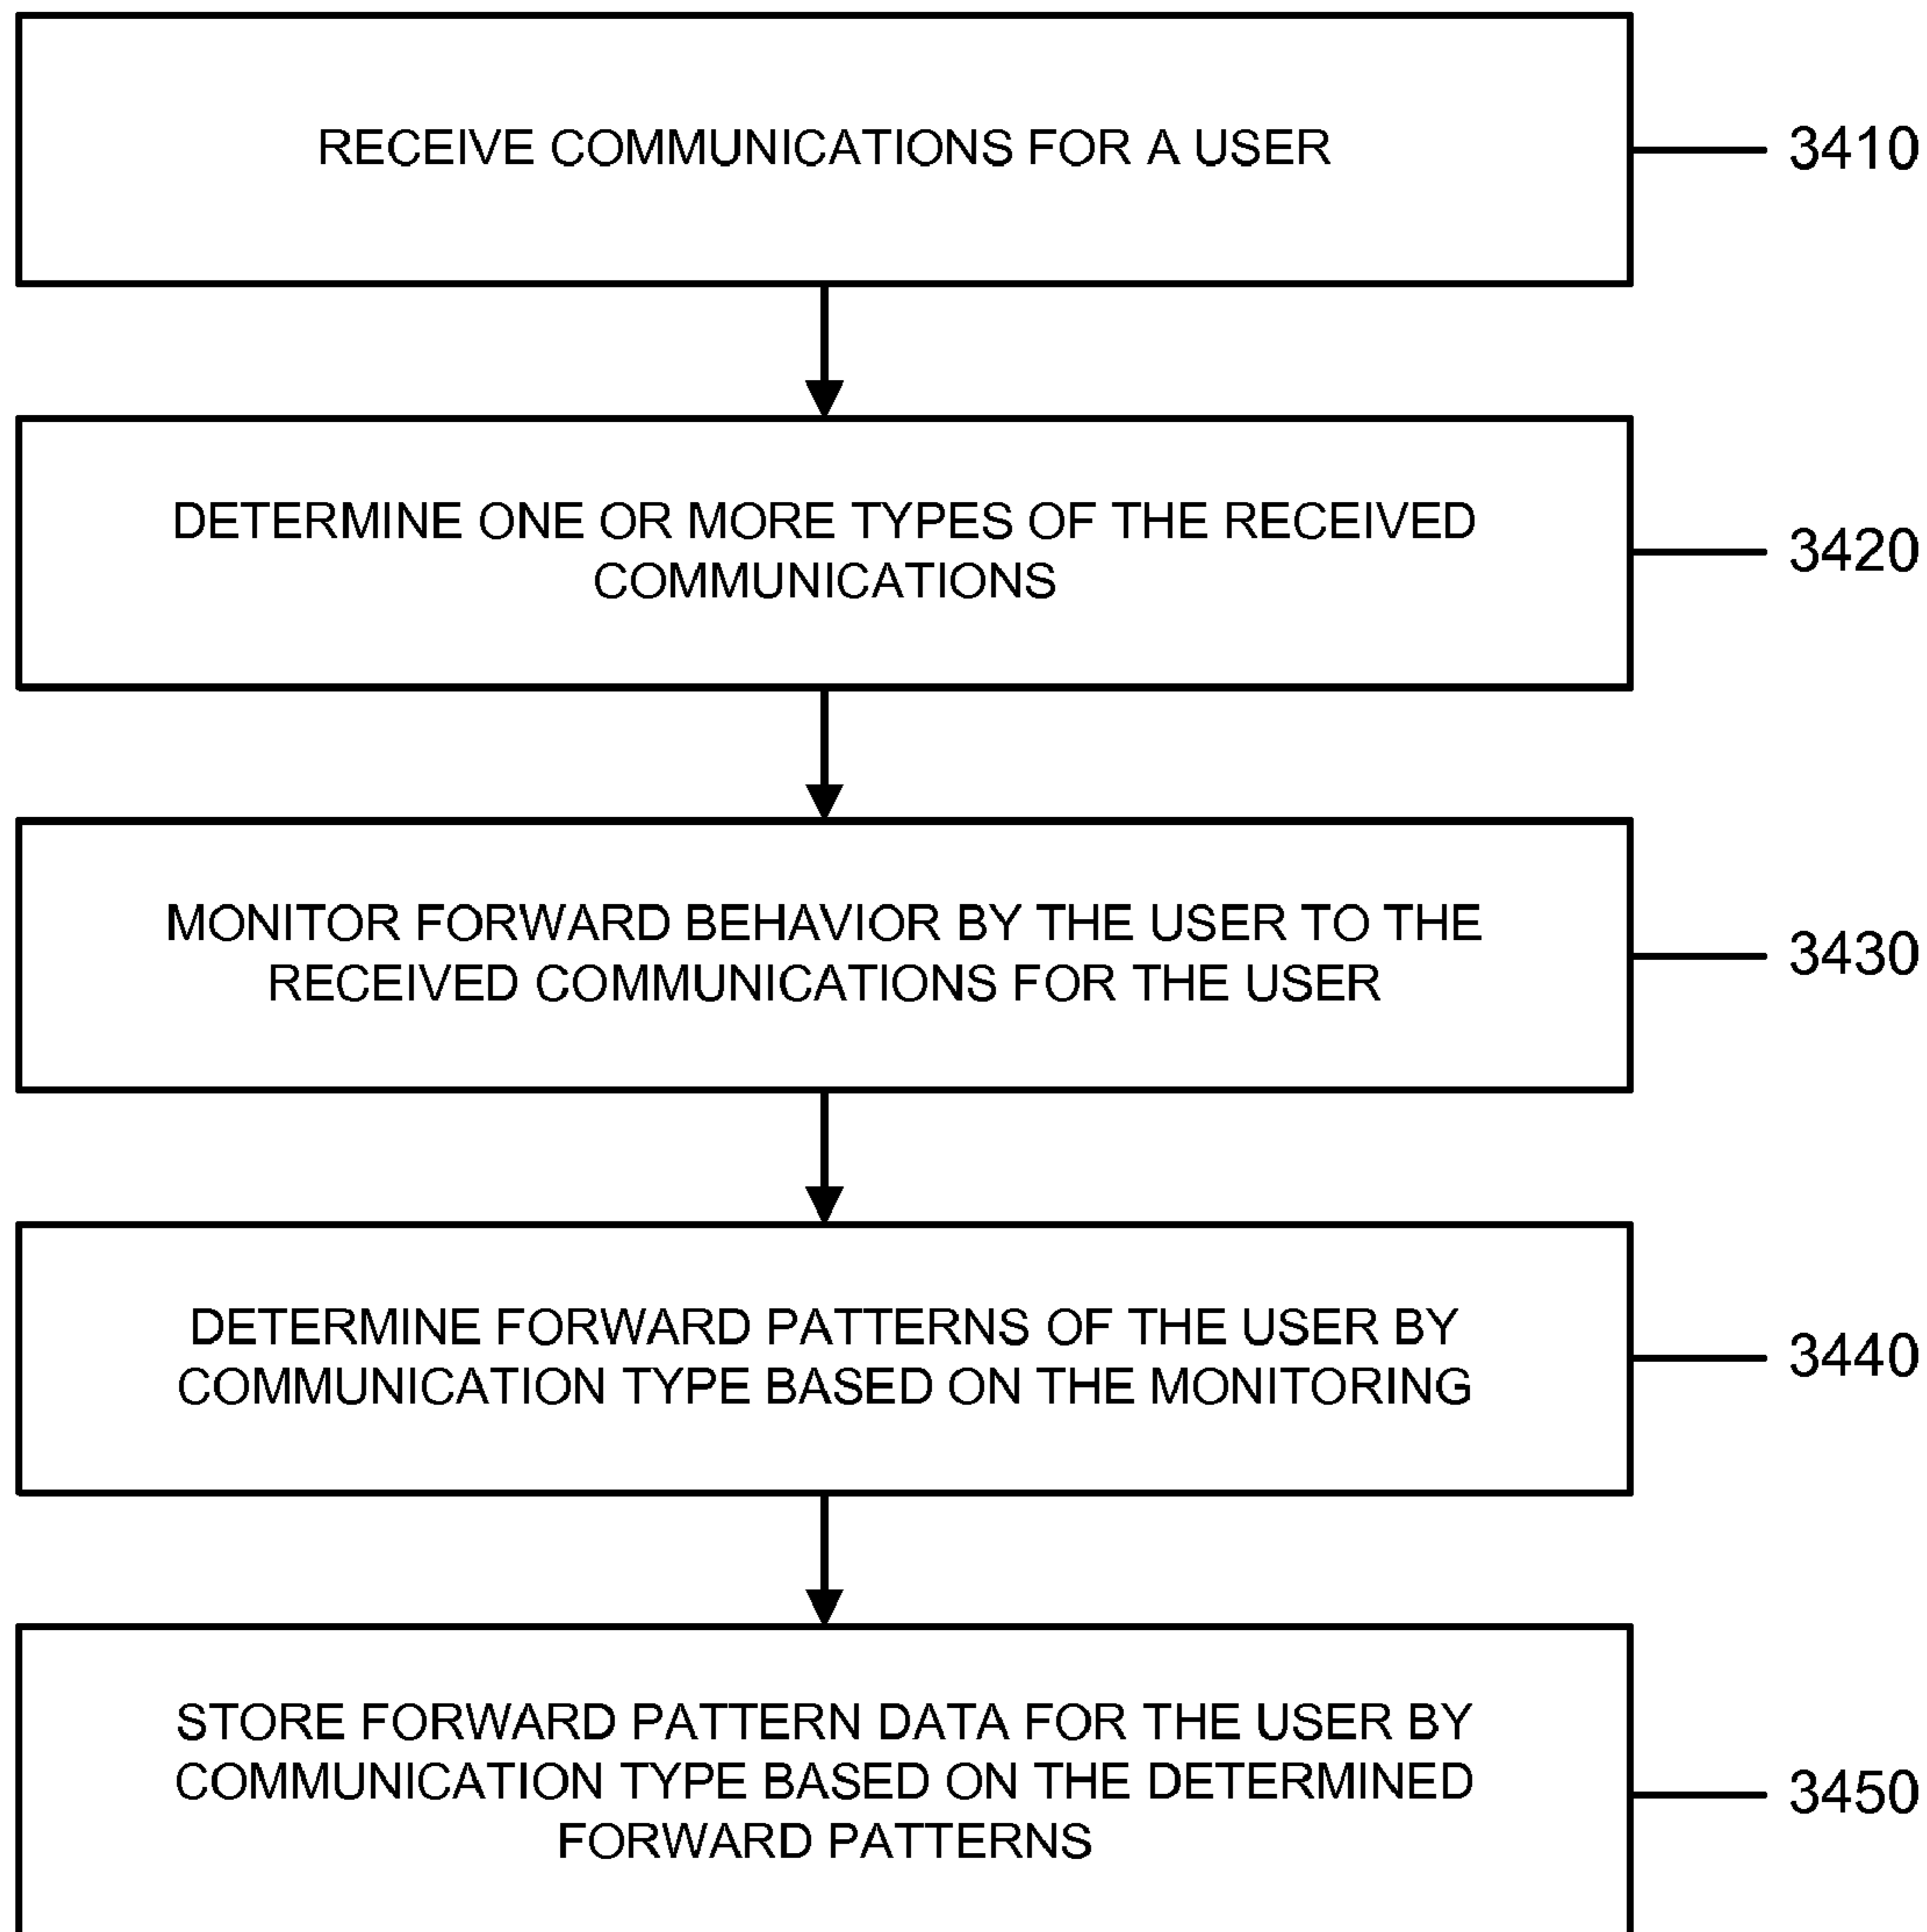 RECEIVE COMMUNICATIONS FOR A USER
3410
DETERMINE ONE OR MORE TYPES OF THE RECEIVED
COMMUNICATIONS
3420
MONITOR FORWARD BEHAVIOR BY THE USER TO THE
RECEIVED COMMUNICATIONS FOR THE USER
3430
DETERMINE FORWARD PATTERNS OF THE USER BY
COMMUNICATION TYPE BASED ON THE MONITORING
3440
STORE FORWARD PATTERN DATA FOR THE USER BY
COMMUNICATION TYPE BASED ON THE DETERMINED
FORWARD PATTERNS
3450